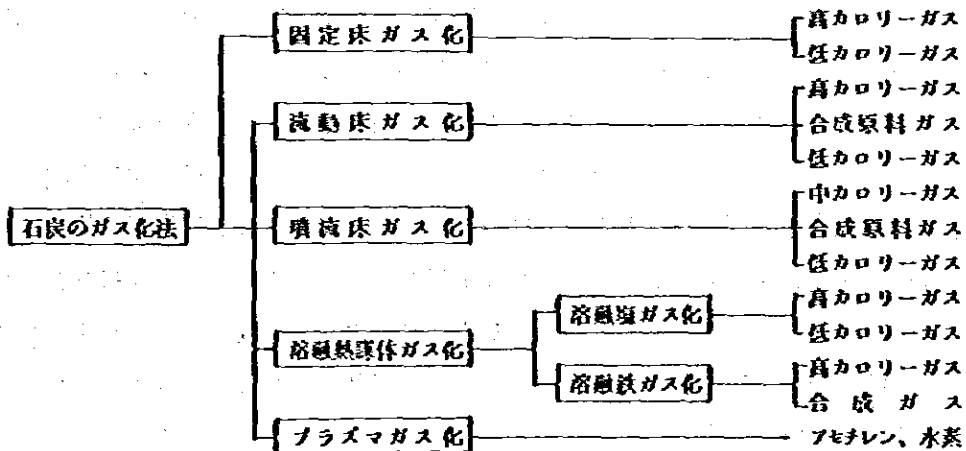 固定床ガス化
高カロリーガス
低カロリーガス
流動床ガス化
高カロリーガス
合成原料ガス
低カロリーガス
石炭のガス化法
噴流床ガス化
中カロリーガス
合成原料ガス
低カロリーガス
溶融熱媒体ガス化
溶融塩ガス化
高カロリーガス
低カロリーガス
溶融鉄ガス化
高カロリーガス
合成ガス
プラズマガス化
アセチレン、水素